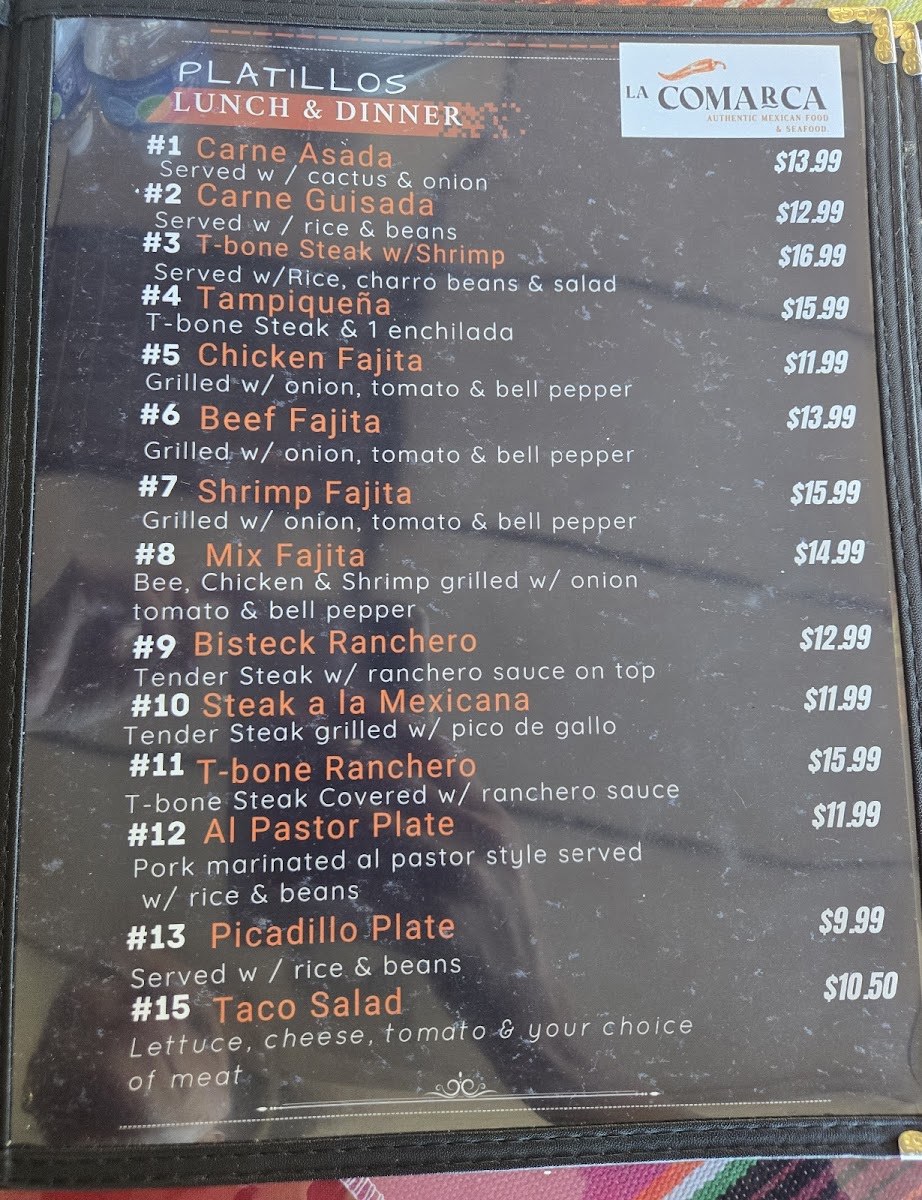 PLATILLOS
LUNCH & DINNER
LA COMARCA
AUTHENTIC MEXICAN FOOD
& SEAFOOD
#1 Carne Asada $13.99
Served w / cactus & onion
#2 Carne Guisada $12.99
Served w / rice & beans
#3 T-bone Steak w/Shrimp $16.99
Served w/Rice, charro beans & salad
#4 Tampiqueña $15.99
T-bone Steak & 1 enchilada
#5 Chicken Fajita $11.99
Grilled w/ onion, tomato & bell pepper
#6 Beef Fajita $13.99
Grilled w/ onion, tomato & bell pepper
#7 Shrimp Fajita $15.99
Grilled w/ onion, tomato & bell pepper
#8 Mix Fajita $14.99
Bee, Chicken & Shrimp grilled w/ onion
tomato & bell pepper
#9 Bisteck Ranchero $12.99
Tender Steak w/ ranchero sauce on top
#10 Steak a la Mexicana $11.99
Tender Steak grilled w/ pico de gallo
#11 T-bone Ranchero $15.99
T-bone Steak Covered w/ ranchero sauce
#12 Al Pastor Plate $11.99
Pork marinated al pastor style served
w/ rice & beans
#13 Picadillo Plate $9.99
Served w / rice & beans
#15 Taco Salad $10.50
Lettuce, cheese, tomato & your choice
of meat